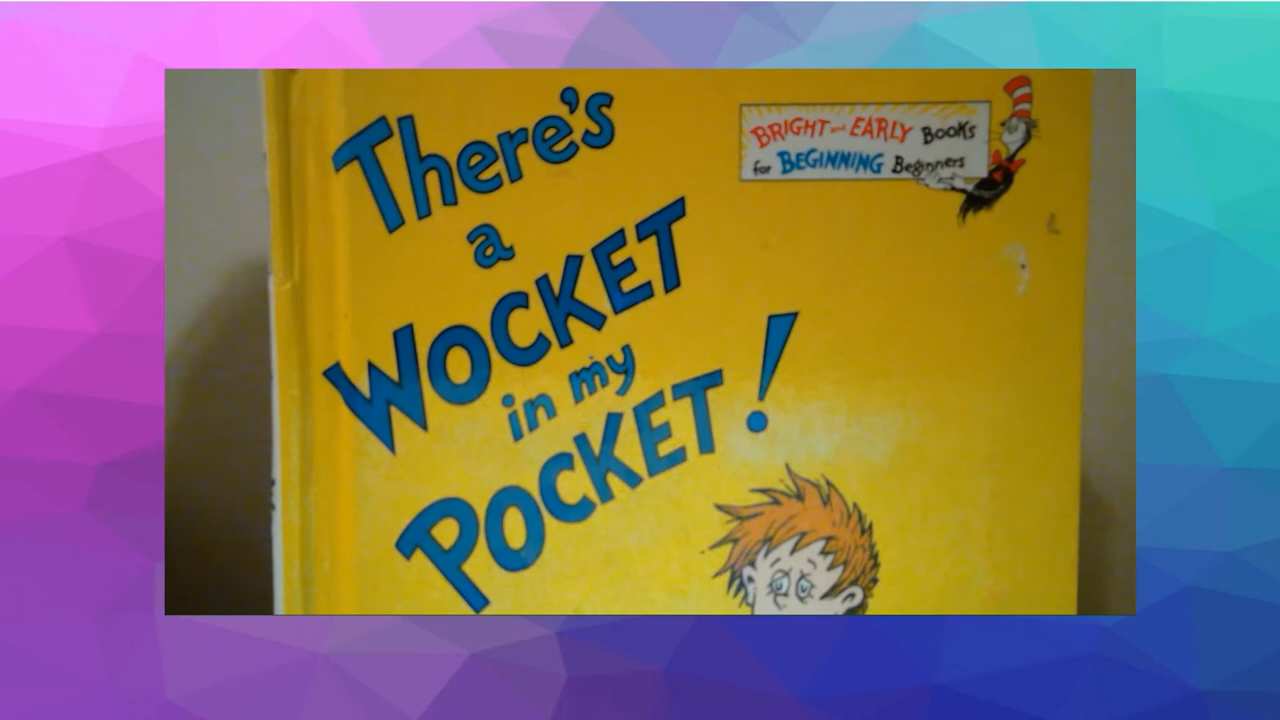 There's
a
WOCKET
in my
POCKET!
BRIGHT and EARLY BOOKS
for BEGINNING Beginners